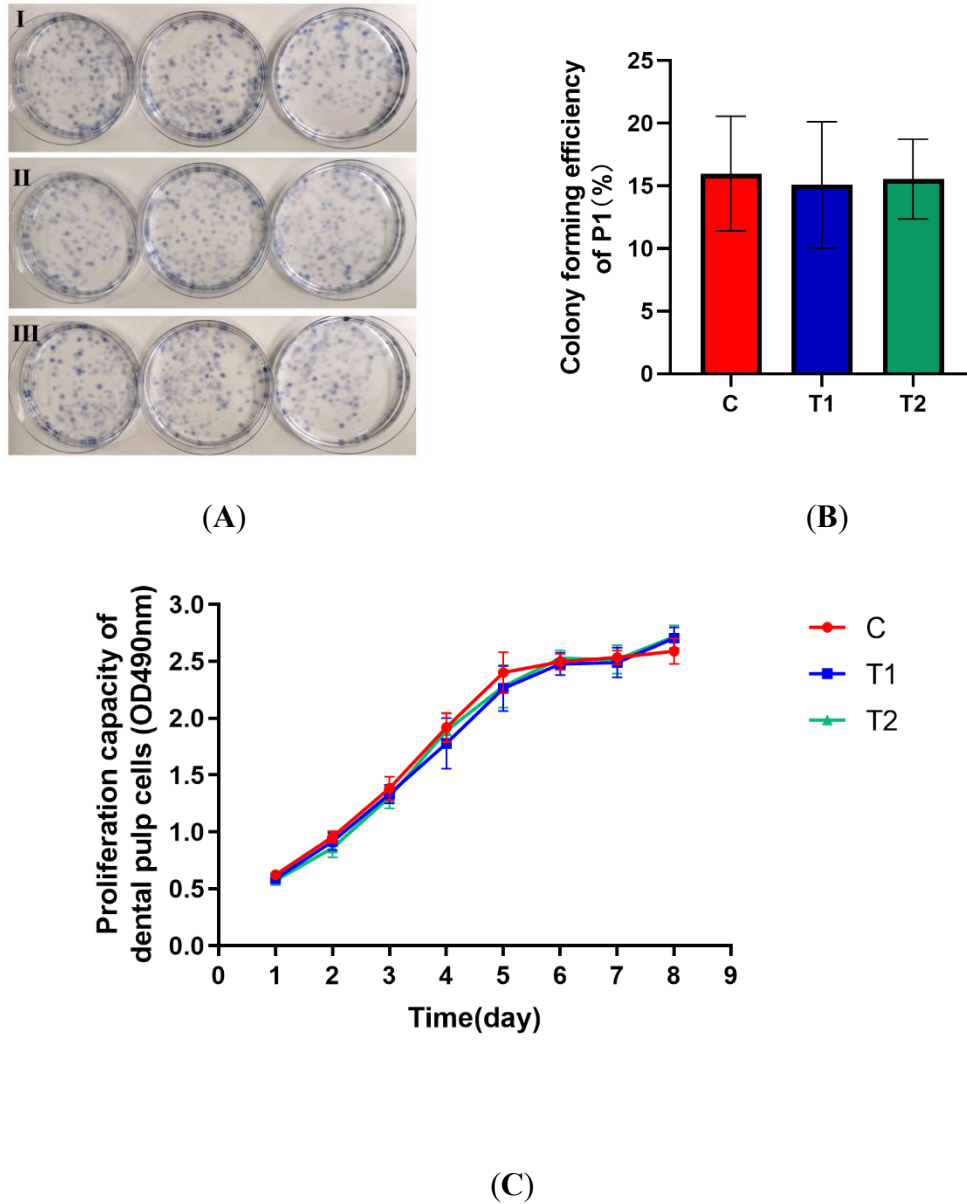 I
II
III
(A)
Colony forming efficiency
of P1(%)
25
20
15
10
5
0
C T1 T2
(B)
Proliferation capacity of
dental pulp cells (OD490nm)
3.0
2.5
2.0
1.5
1.0
0.5
0.0
0 1 2 3 4 5 6 7 8 9
Time(day)
C
T1
T2
(C)